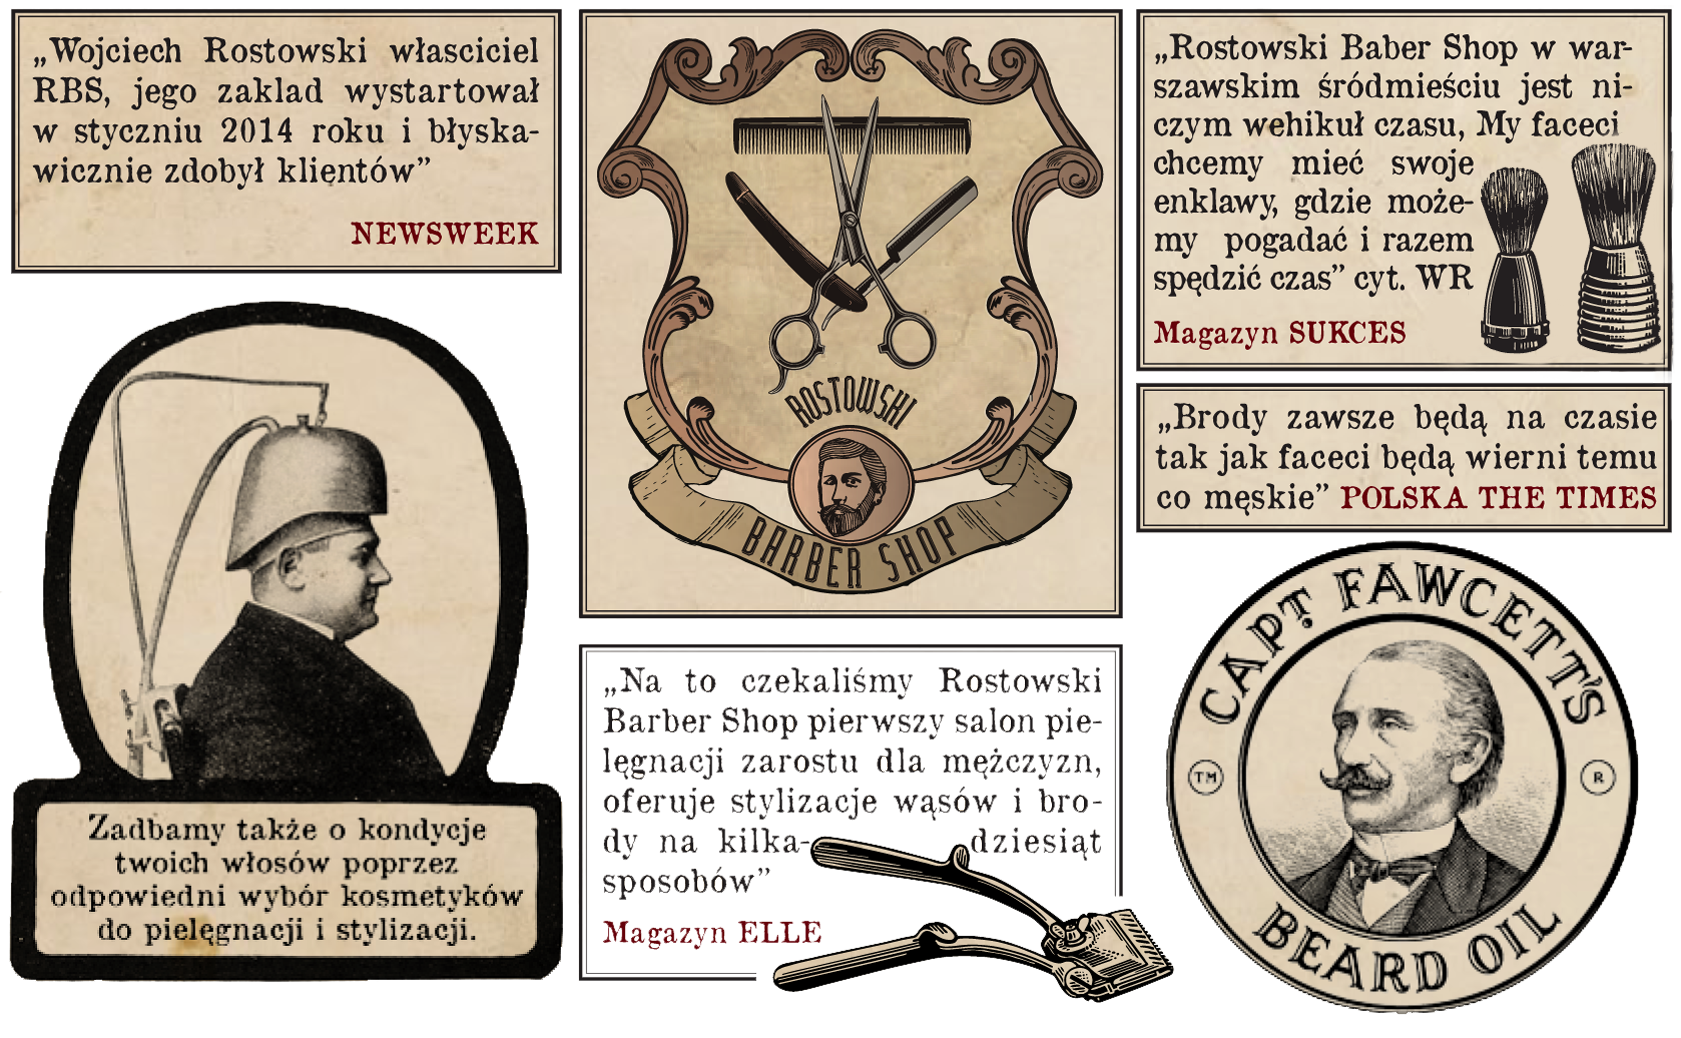 „Wojciech Rostowski własciciel
RBS, jego zaklad wystartował
w styczniu 2014 roku i błyska-
wicznie zdobył klientów”
NEWSWEEK
Zadbamy także o kondycje
twoich włosów poprzez
odpowiedni wybór kosmetyków
do pielęgnacji i stylizacji.
ROSTOWSKI
BARBER SHOP
„Na to czekaliśmy Rostowski
Barber Shop pierwszy salon pie-
lęgnacji zarostu dla mężczyzn,
oferuje stylizacje wąsów i bro-
dy na kilka- dziesiąt
sposobów”
Magazyn ELLE
„Rostowski Baber Shop w war-
szawskim śródmieściu jest ni-
czym wehikuł czasu, My faceci
chcemy mieć swoje
enklawy, gdzie może-
my pogadać i razem
spędzić czas” cyt. WR
Magazyn SUKCES
„Brody zawsze będą na czasie
tak jak faceci będą wierni temu
co męskie” POLSKA THE TIMES
CAPT. FAWCETT'S
TM
R
BEARD OIL